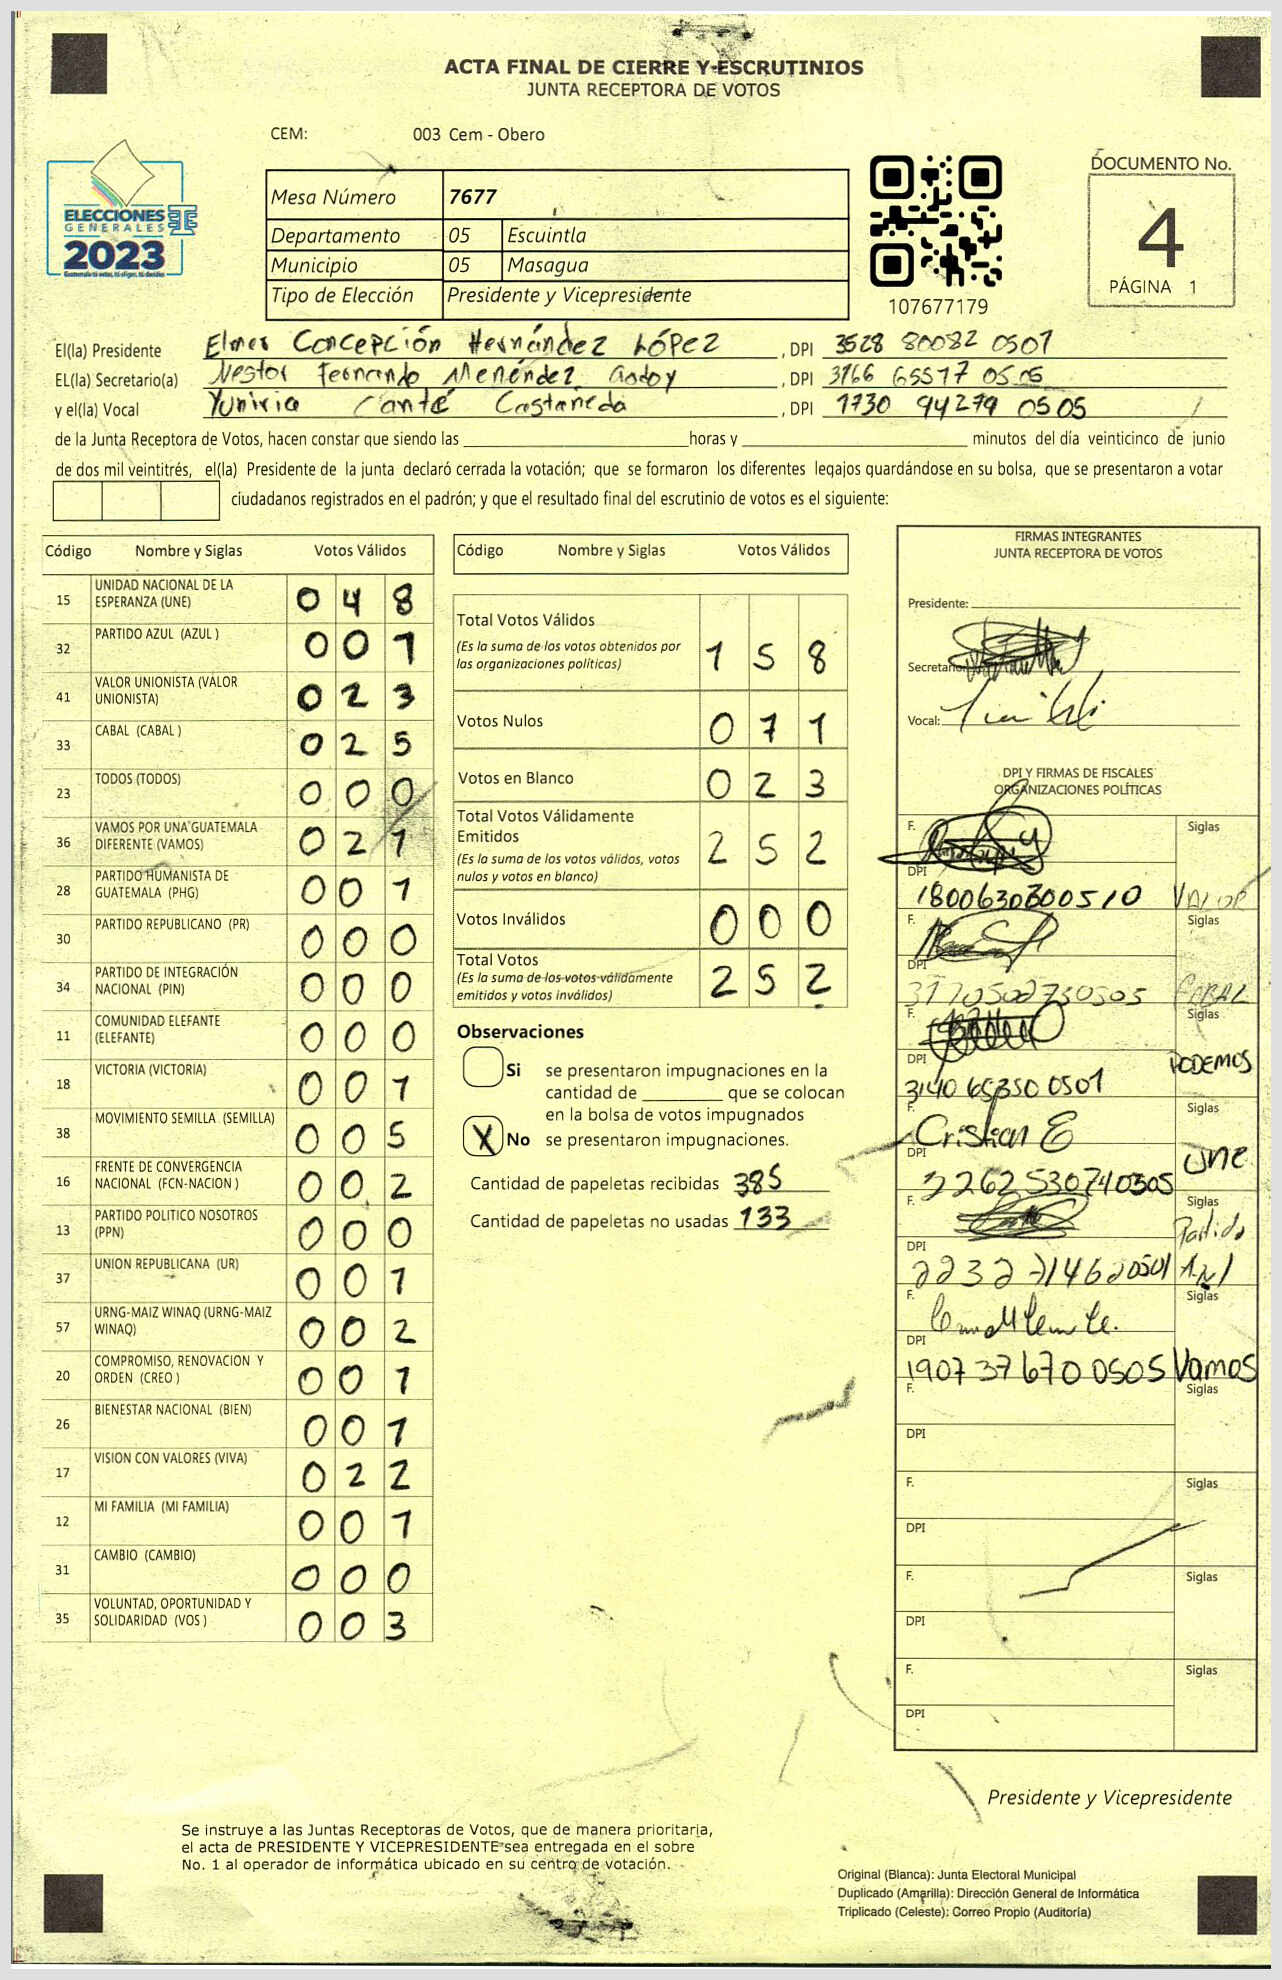 ACTA FINAL DE CIERRE Y ESCRUTINIOS
JUNTA RECEPTORA DE VOTOS
CEM: 003 Cem - Obero
ELECCIONES
GENERALES
2023
Mesa Número 7677
Departamento 05 Escuintla
Municipio 05 Masagua
Tipo de Elección Presidente y Vicepresidente
107677179
DOCUMENTO No.
4
PÁGINA 1
El(la) Presidente Elmer Concepción Hernández López , DPI 3528 80082 0501
EL(la) Secretario(a) Nestor Fernando Menéndez Godoy , DPI 3166 65517 0505
y el(la) Vocal Yuniria Canté Castañeda , DPI 1730 94279 0505
de la Junta Receptora de Votos, hacen constar que siendo las horas y minutos del día veinticinco de junio
de dos mil veintitrés, el(la) Presidente de la junta declaró cerrada la votación; que se formaron los diferentes legajos guardándose en su bolsa, que se presentaron a votar
ciudadanos registrados en el padrón; y que el resultado final del escrutinio de votos es el siguiente:
Código Nombre y Siglas Votos Válidos
15 UNIDAD NACIONAL DE LA ESPERANZA (UNE) 0 4 8
32 PARTIDO AZUL (AZUL ) 0 0 1
41 VALOR UNIONISTA (VALOR UNIONISTA) 0 2 3
33 CABAL (CABAL ) 0 2 5
23 TODOS (TODOS) 0 0 0
36 VAMOS POR UNA GUATEMALA DIFERENTE (VAMOS) 0 2 1
28 PARTIDO HUMANISTA DE GUATEMALA (PHG) 0 0 1
30 PARTIDO REPUBLICANO (PR) 0 0 0
34 PARTIDO DE INTEGRACIÓN NACIONAL (PIN) 0 0 0
11 COMUNIDAD ELEFANTE (ELEFANTE) 0 0 0
18 VICTORIA (VICTORIA) 0 0 1
38 MOVIMIENTO SEMILLA (SEMILLA) 0 0 5
16 FRENTE DE CONVERGENCIA NACIONAL (FCN-NACION ) 0 0 2
13 PARTIDO POLITICO NOSOTROS (PPN) 0 0 0
37 UNION REPUBLICANA (UR) 0 0 1
57 URNG-MAIZ WINAQ (URNG-MAIZ WINAQ) 0 0 2
20 COMPROMISO, RENOVACION Y ORDEN (CREO ) 0 0 1
26 BIENESTAR NACIONAL (BIEN) 0 0 1
17 VISION CON VALORES (VIVA) 0 2 2
12 MI FAMILIA (MI FAMILIA) 0 0 1
31 CAMBIO (CAMBIO) 0 0 0
35 VOLUNTAD, OPORTUNIDAD Y SOLIDARIDAD (VOS ) 0 0 3
Código Nombre y Siglas Votos Válidos
Total Votos Válidos 1 5 8
(Es la suma de los votos obtenidos por
las organizaciones políticas)
Votos Nulos 0 7 1
Votos en Blanco 0 2 3
Total Votos Válidamente
Emitidos 2 5 2
(Es la suma de los votos válidos, votos
nulos y votos en blanco)
Votos Inválidos 0 0 0
Total Votos 2 5 2
(Es la suma de los votos válidamente
emitidos y votos inválidos)
Observaciones
Si se presentaron impugnaciones en la
cantidad de que se colocan
en la bolsa de votos impugnados
X No se presentaron impugnaciones.
Cantidad de papeletas recibidas 385
Cantidad de papeletas no usadas 133
FIRMAS INTEGRANTES
JUNTA RECEPTORA DE VOTOS
Presidente:
Secretario:
Vocal:
DPI Y FIRMAS DE FISCALES
ORGANIZACIONES POLÍTICAS
F. Siglas
DPI 1800630300510 VALOR
F. Siglas
DPI 3170502730505 CABAL
F. Siglas
DPI 3140 65350 0501 PODEMOS
F. Cristian E Siglas
DPI 2262530740305 une
F. Siglas
DPI 2232 71462 0501 Partido Azul
F. Siglas
DPI 1907 37670 0505 Vamos
F. Siglas
DPI
F. Siglas
DPI
F. Siglas
DPI
F. Siglas
DPI
Presidente y Vicepresidente
Se instruye a las Juntas Receptoras de Votos, que de manera prioritaria,
el acta de PRESIDENTE Y VICEPRESIDENTE sea entregada en el sobre
No. 1 al operador de informática ubicado en su centro de votación.
Original (Blanca): Junta Electoral Municipal
Duplicado (Amarilla): Dirección General de Informática
Triplicado (Celeste): Correo Propio (Auditoría)